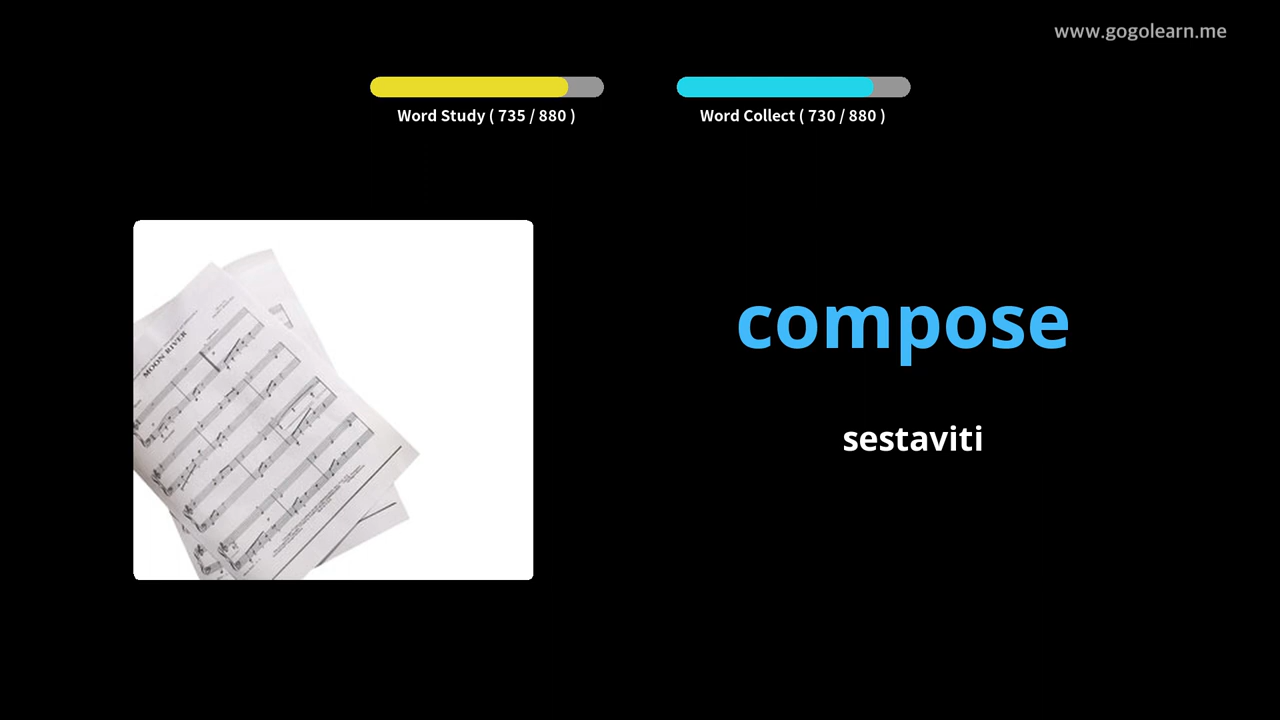 www.gogolearn.me
Word Study ( 735 / 880 )
Word Collect ( 730 / 880 )
MOON RIVER
compose
sestaviti